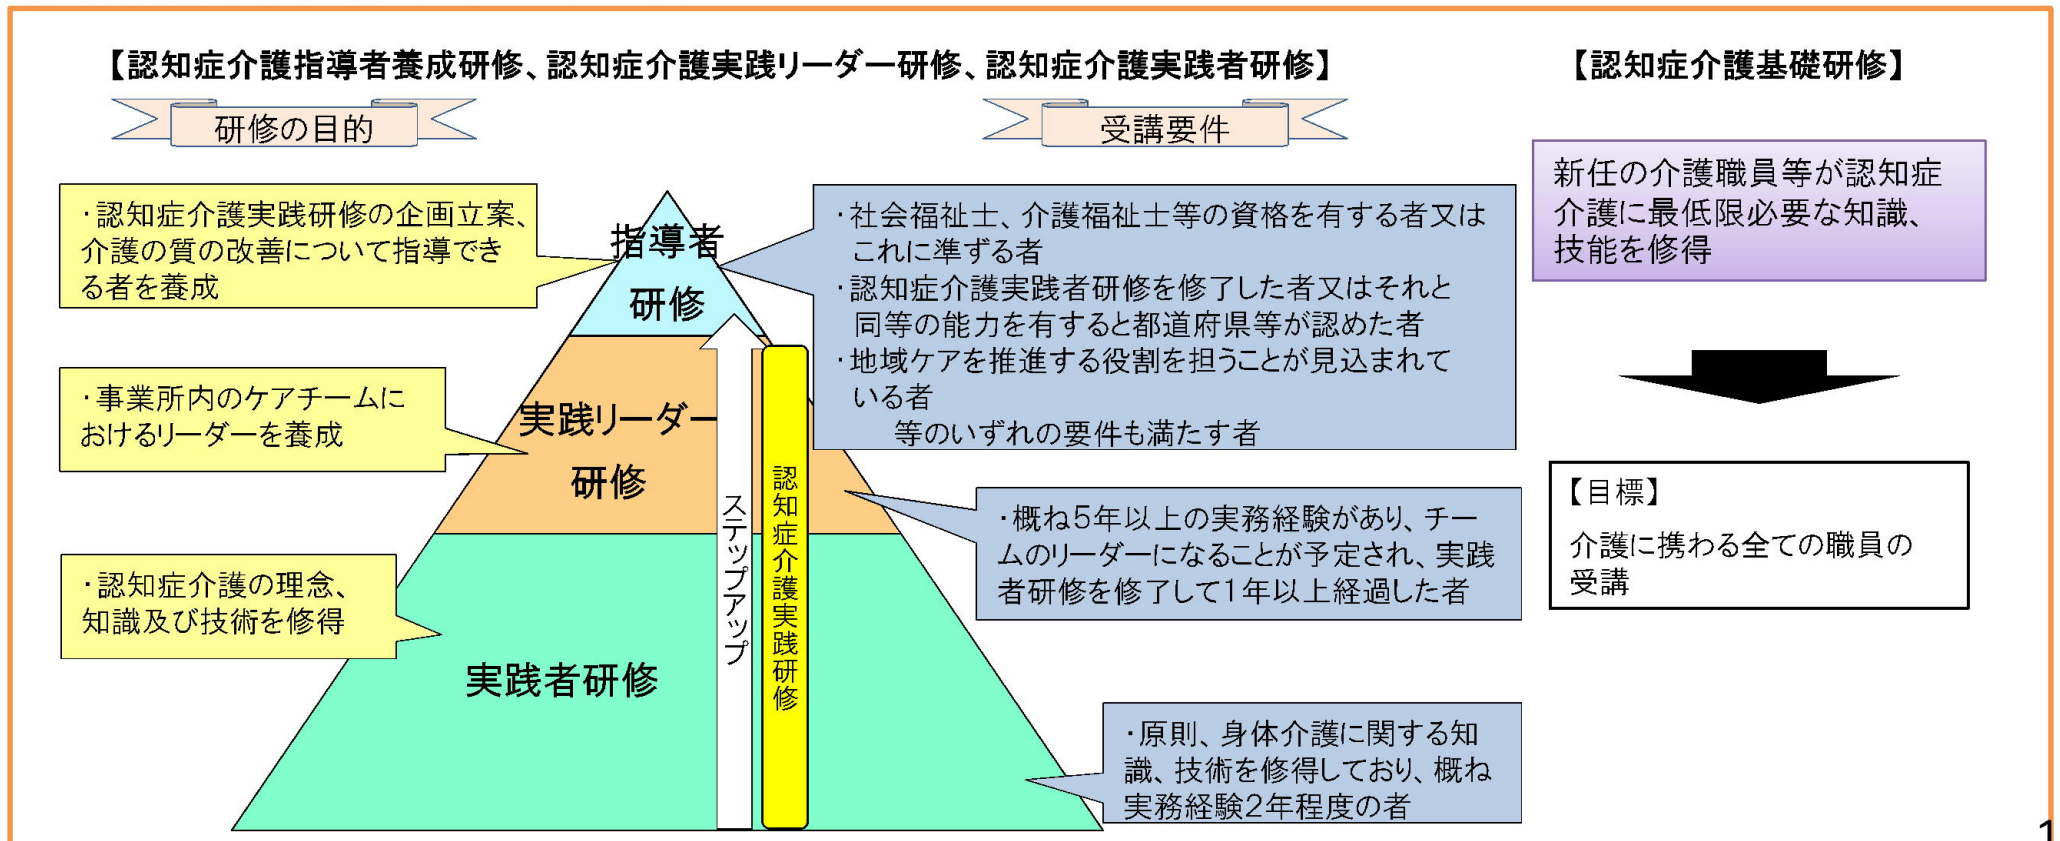 【認知症介護指導者養成研修、認知症介護実践リーダー研修、認知症介護実践者研修】
研修の目的
受講要件
・認知症介護実践研修の企画立案、
介護の質の改善について指導でき
る者を養成
指導者
研修
・社会福祉士、介護福祉士等の資格を有する者又は
これに準ずる者
・認知症介護実践者研修を修了した者又はそれと
同等の能力を有すると都道府県等が認めた者
・地域ケアを推進する役割を担うことが見込まれて
いる者
等のいずれの要件も満たす者
・事業所内のケアチームに
おけるリーダーを養成
実践リーダー
研修
・概ね5年以上の実務経験があり、チー
ムのリーダーになることが予定され、実践
者研修を修了して1年以上経過した者
・認知症介護の理念、
知識及び技術を修得
実践者研修
ステップアップ
認知症介護実践研修
・原則、身体介護に関する知
識、技術を修得しており、概ね
実務経験2年程度の者
【認知症介護基礎研修】
新任の介護職員等が認知症
介護に最低限必要な知識、
技能を修得
【目標】
介護に携わる全ての職員の
受講
1